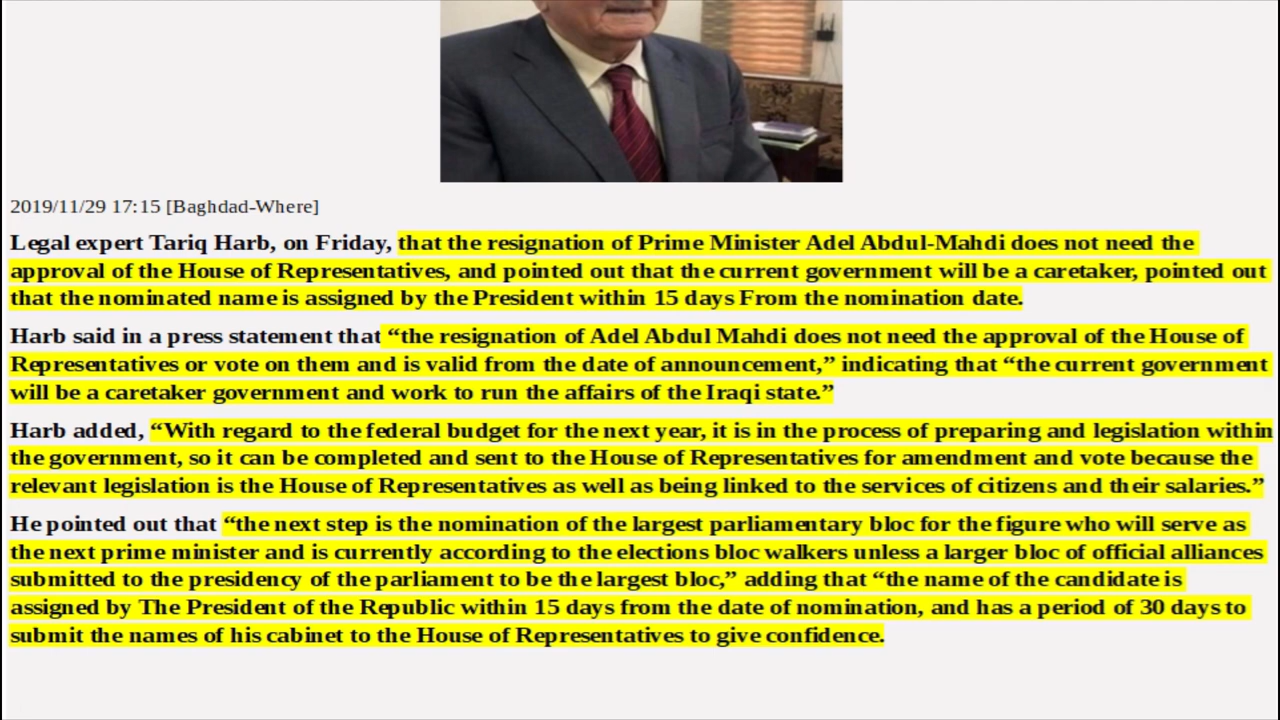 2019/11/29 17:15 [Baghdad-Where]
Legal expert Tariq Harb, on Friday, that the resignation of Prime Minister Adel Abdul-Mahdi does not need the
approval of the House of Representatives, and pointed out that the current government will be a caretaker, pointed out
that the nominated name is assigned by the President within 15 days From the nomination date.
Harb said in a press statement that “the resignation of Adel Abdul Mahdi does not need the approval of the House of
Representatives or vote on them and is valid from the date of announcement,” indicating that “the current government
will be a caretaker government and work to run the affairs of the Iraqi state.”
Harb added, “With regard to the federal budget for the next year, it is in the process of preparing and legislation within
the government, so it can be completed and sent to the House of Representatives for amendment and vote because the
relevant legislation is the House of Representatives as well as being linked to the services of citizens and their salaries.”
He pointed out that “the next step is the nomination of the largest parliamentary bloc for the figure who will serve as
the next prime minister and is currently according to the elections bloc walkers unless a larger bloc of official alliances
submitted to the presidency of the parliament to be the largest bloc,” adding that “the name of the candidate is
assigned by The President of the Republic within 15 days from the date of nomination, and has a period of 30 days to
submit the names of his cabinet to the House of Representatives to give confidence.